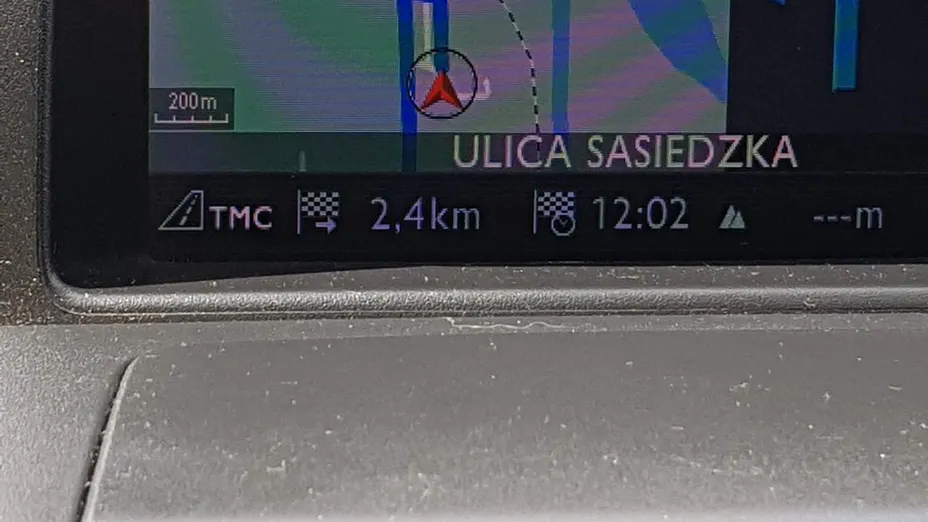 200m
ULICA SASIEDZKA
TMC 2,4km 12:02 ---m